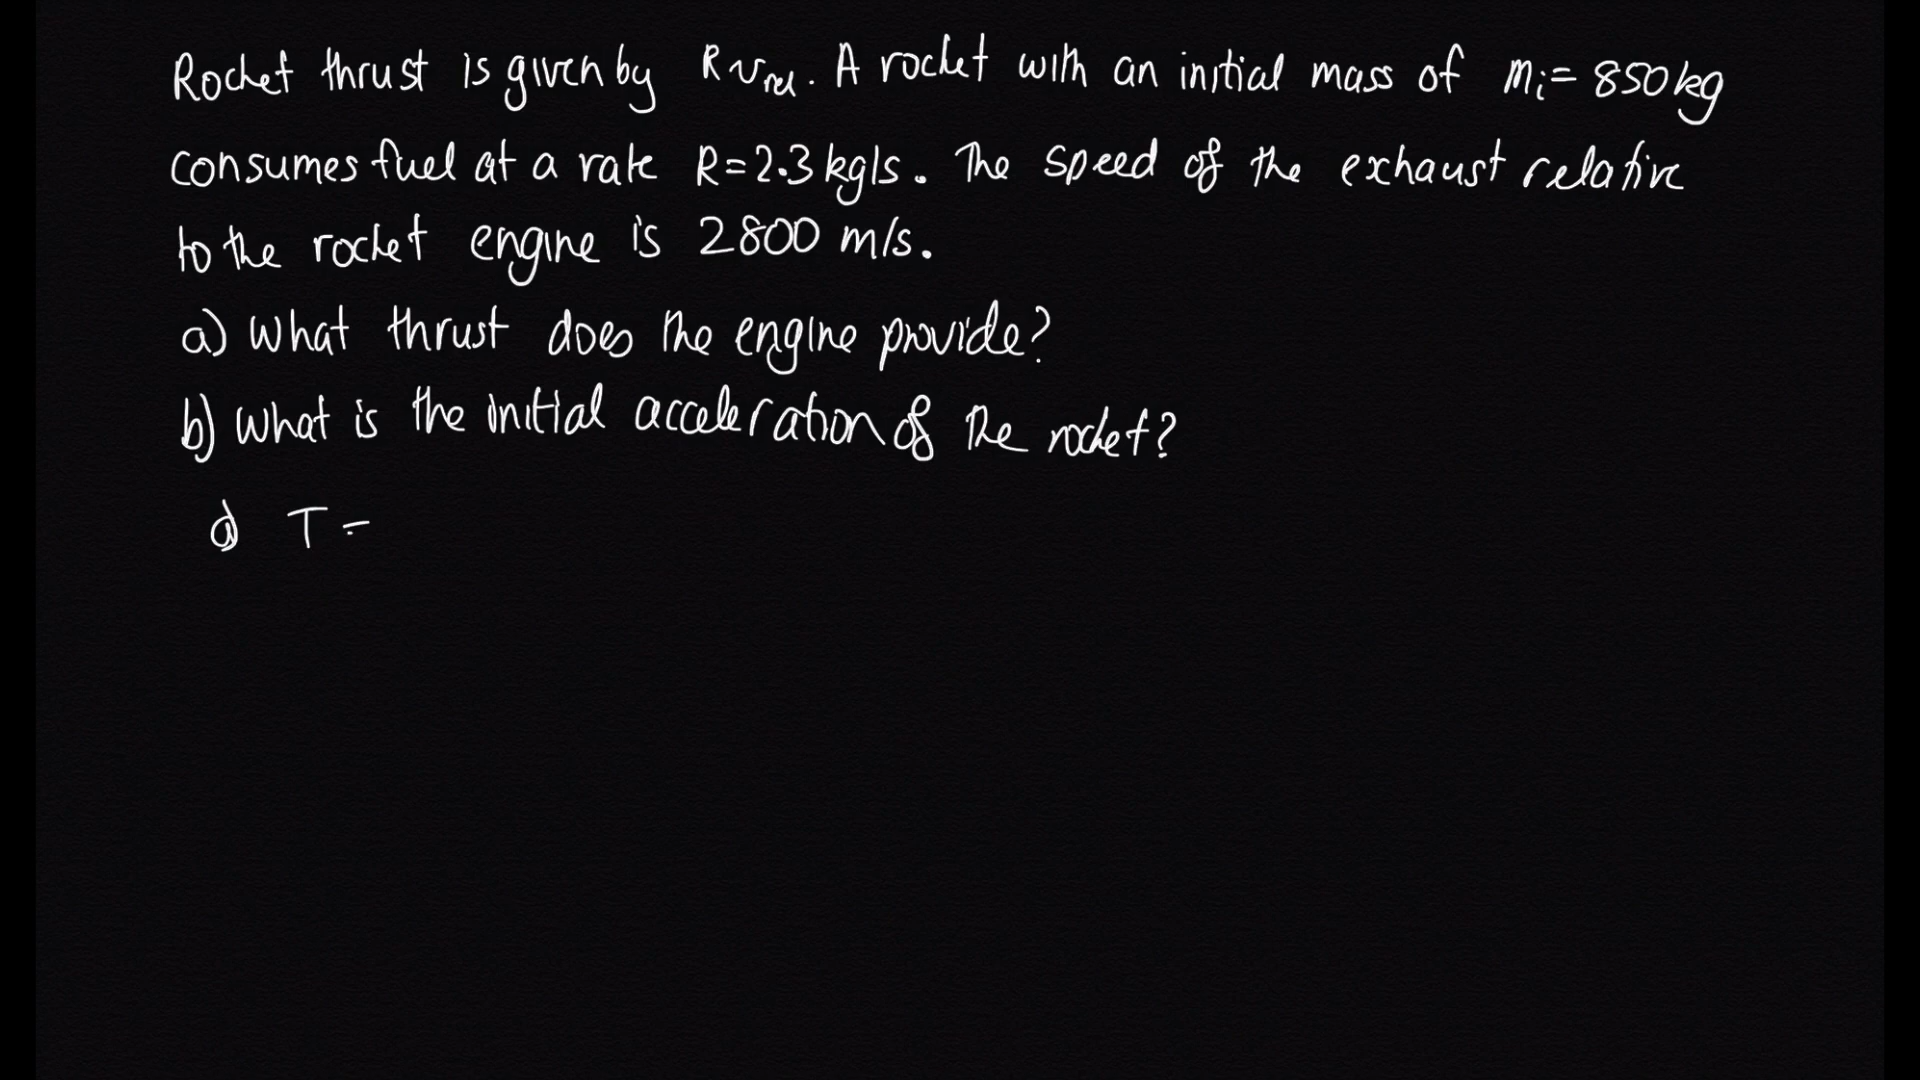 Rocket thrust is given by R v_rel. A rocket with an initial mass of m_i = 850 kg
consumes fuel at a rate R = 2.3 kg/s. The speed of the exhaust relative
to the rocket engine is 2800 m/s.
a) What thrust does the engine provide?
b) What is the initial acceleration of the rocket?
a) T =